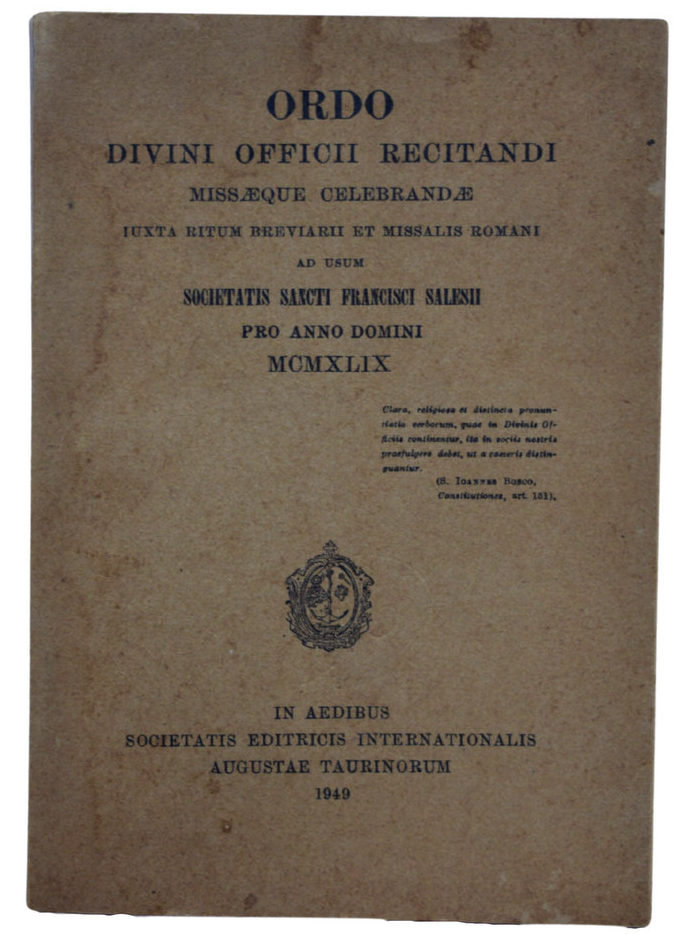 ORDO
DIVINI OFFICII RECITANDI
MISSÆQUE CELEBRANDÆ
IUXTA RITUM BREVIARII ET MISSALIS ROMANI
AD USUM
SOCIETATIS SANCTI FRANCISCI SALESII
PRO ANNO DOMINI
MCMXLIX
Clara, religiosa et distincta pronun-
tiatio verborum, quae in Divinis Of-
ficiis continentur, ita in sociis nostris
praefulgere debet, ut a caeteris distin-
guantur.
(S. IOANNES BOSCO,
Constitutiones, art. 151).
IN AEDIBUS
SOCIETATIS EDITRICIS INTERNATIONALIS
AUGUSTAE TAURINORUM
1949